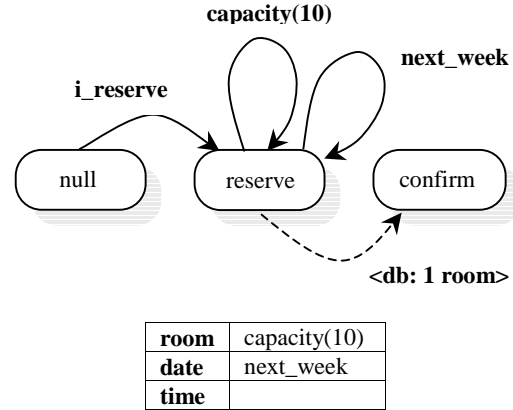 capacity(10)
next_week
i_reserve
null
reserve
confirm
<db: 1 room>
room capacity(10)
date next_week
time